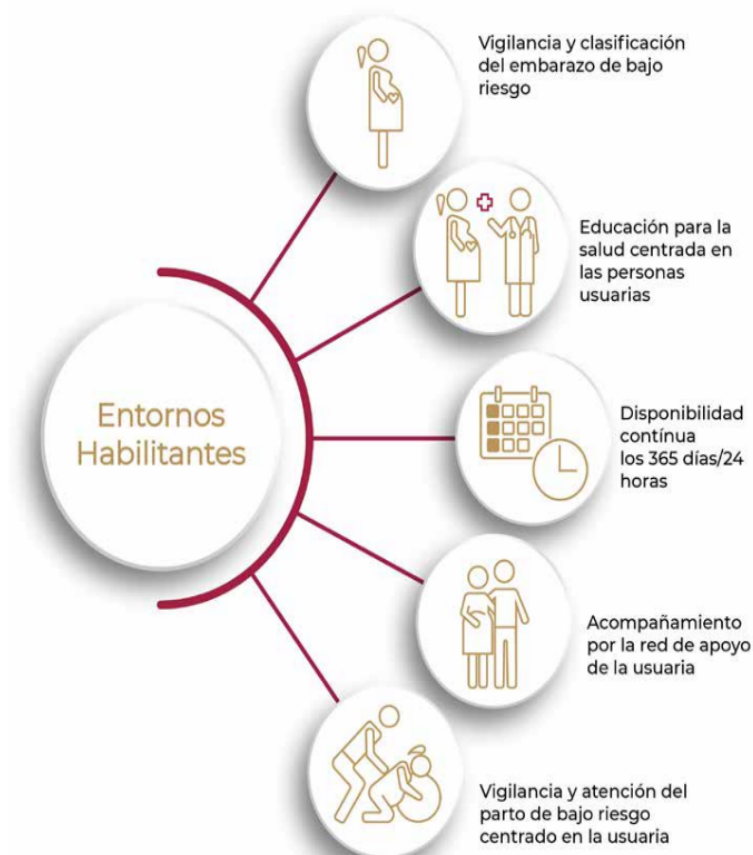 Vigilancia y clasificación
del embarazo de bajo
riesgo
Educación para la
salud centrada en
las personas
usuarias
Entornos
Habilitantes
Disponibilidad
contínua
los 365 días/24
horas
Acompañamiento
por la red de apoyo
de la usuaria
Vigilancia y atención del
parto de bajo riesgo
centrado en la usuaria